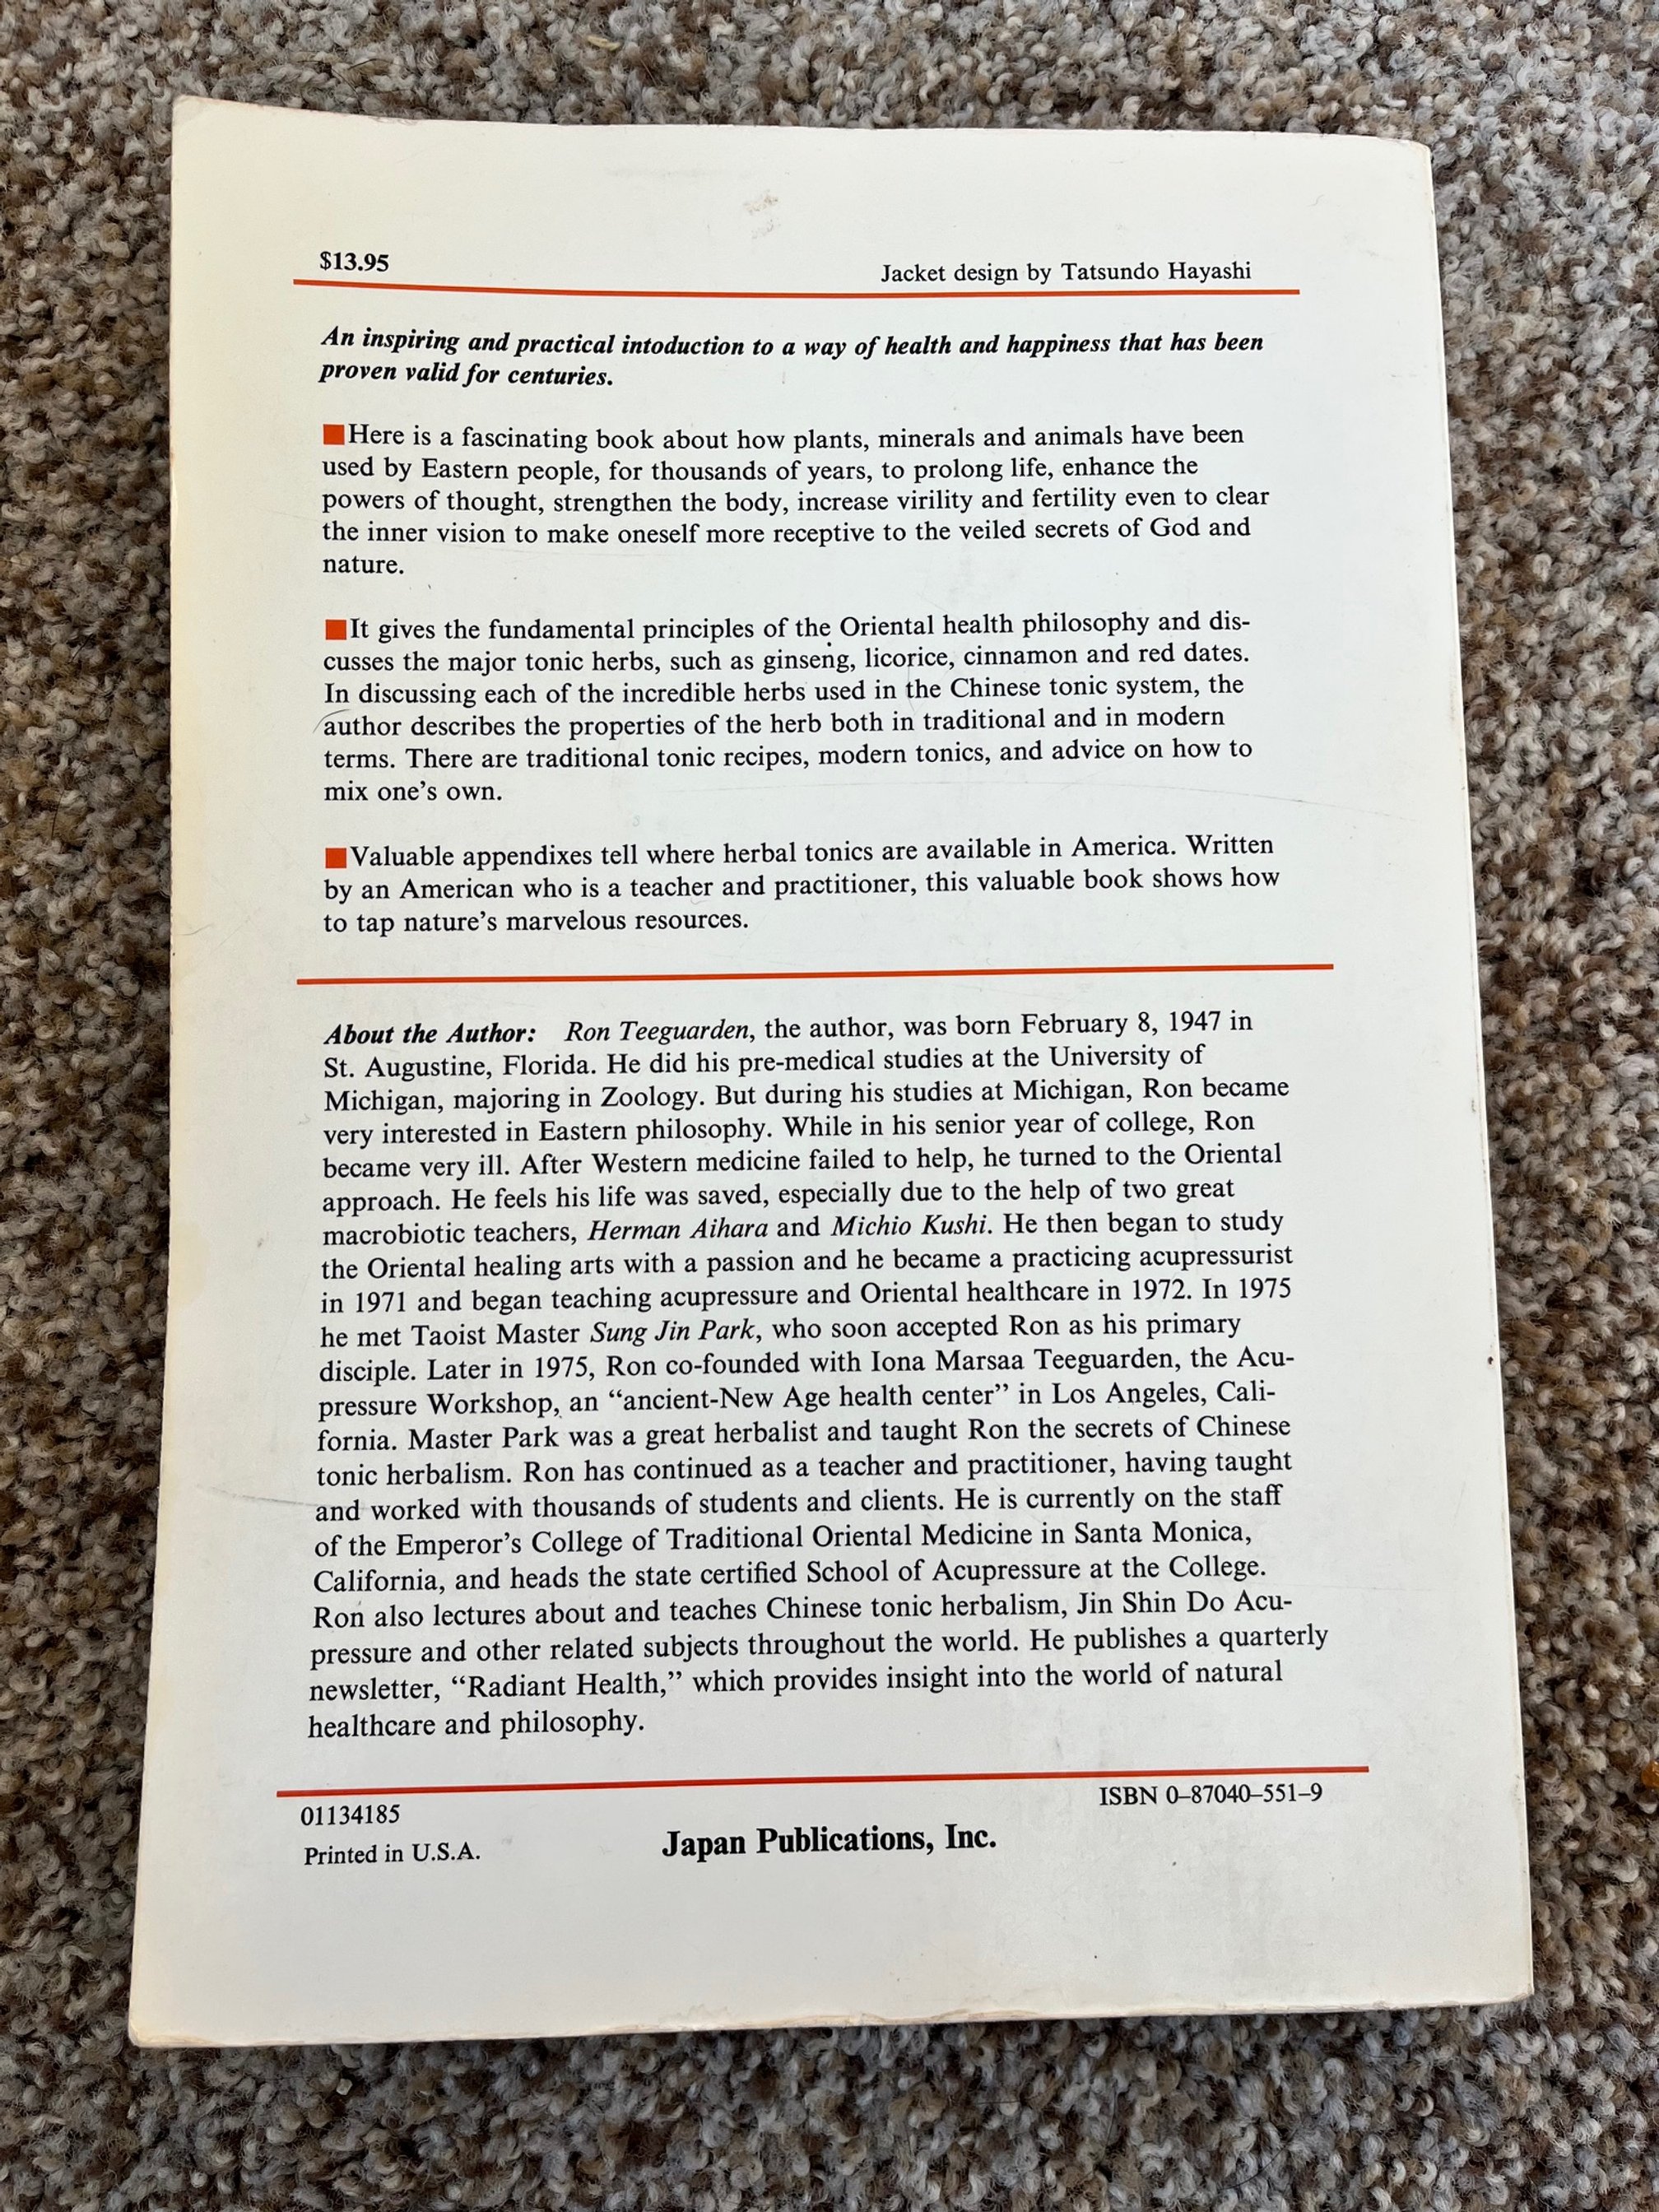 $13.95
Jacket design by Tatsundo Hayashi
An inspiring and practical intoduction to a way of health and happiness that has been
proven valid for centuries.
■Here is a fascinating book about how plants, minerals and animals have been
used by Eastern people, for thousands of years, to prolong life, enhance the
powers of thought, strengthen the body, increase virility and fertility even to clear
the inner vision to make oneself more receptive to the veiled secrets of God and
nature.
■It gives the fundamental principles of the Oriental health philosophy and dis-
cusses the major tonic herbs, such as ginseng, licorice, cinnamon and red dates.
In discussing each of the incredible herbs used in the Chinese tonic system, the
author describes the properties of the herb both in traditional and in modern
terms. There are traditional tonic recipes, modern tonics, and advice on how to
mix one's own.
■Valuable appendixes tell where herbal tonics are available in America. Written
by an American who is a teacher and practitioner, this valuable book shows how
to tap nature's marvelous resources.
About the Author: Ron Teeguarden, the author, was born February 8, 1947 in
St. Augustine, Florida. He did his pre-medical studies at the University of
Michigan, majoring in Zoology. But during his studies at Michigan, Ron became
very interested in Eastern philosophy. While in his senior year of college, Ron
became very ill. After Western medicine failed to help, he turned to the Oriental
approach. He feels his life was saved, especially due to the help of two great
macrobiotic teachers, Herman Aihara and Michio Kushi. He then began to study
the Oriental healing arts with a passion and he became a practicing acupressurist
in 1971 and began teaching acupressure and Oriental healthcare in 1972. In 1975
he met Taoist Master Sung Jin Park, who soon accepted Ron as his primary
disciple. Later in 1975, Ron co-founded with Iona Marsaa Teeguarden, the Acu-
pressure Workshop, an "ancient-New Age health center" in Los Angeles, Cali-
fornia. Master Park was a great herbalist and taught Ron the secrets of Chinese
tonic herbalism. Ron has continued as a teacher and practitioner, having taught
and worked with thousands of students and clients. He is currently on the staff
of the Emperor's College of Traditional Oriental Medicine in Santa Monica,
California, and heads the state certified School of Acupressure at the College.
Ron also lectures about and teaches Chinese tonic herbalism, Jin Shin Do Acu-
pressure and other related subjects throughout the world. He publishes a quarterly
newsletter, "Radiant Health," which provides insight into the world of natural
healthcare and philosophy.
01134185
ISBN 0–87040–551–9
Printed in U.S.A.
Japan Publications, Inc.